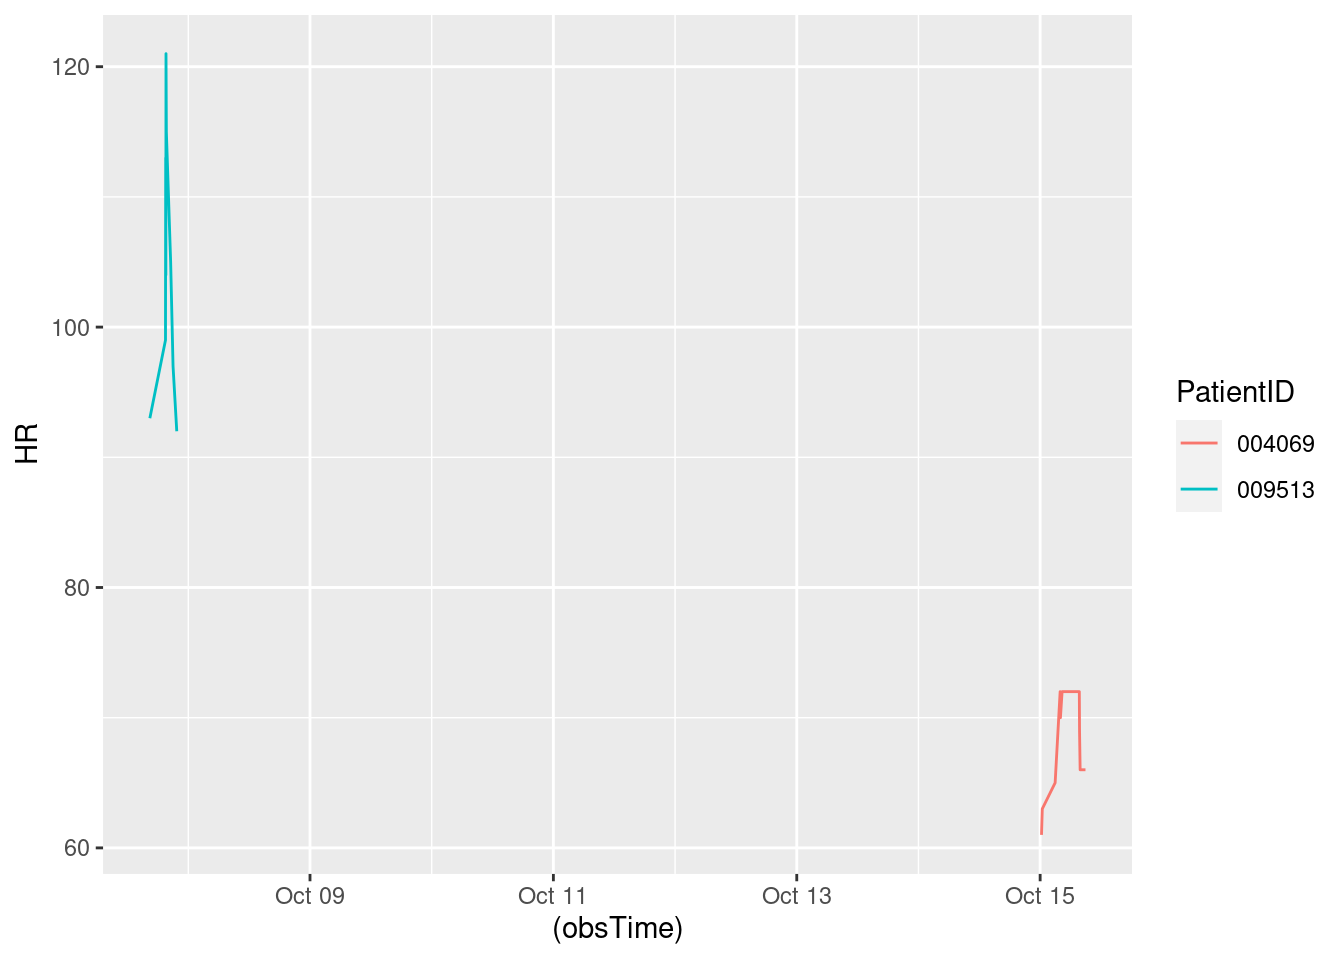 120
100
80
60
HR
Oct 09
Oct 11
Oct 13
Oct 15
(obsTime)
PatientID
004069
009513